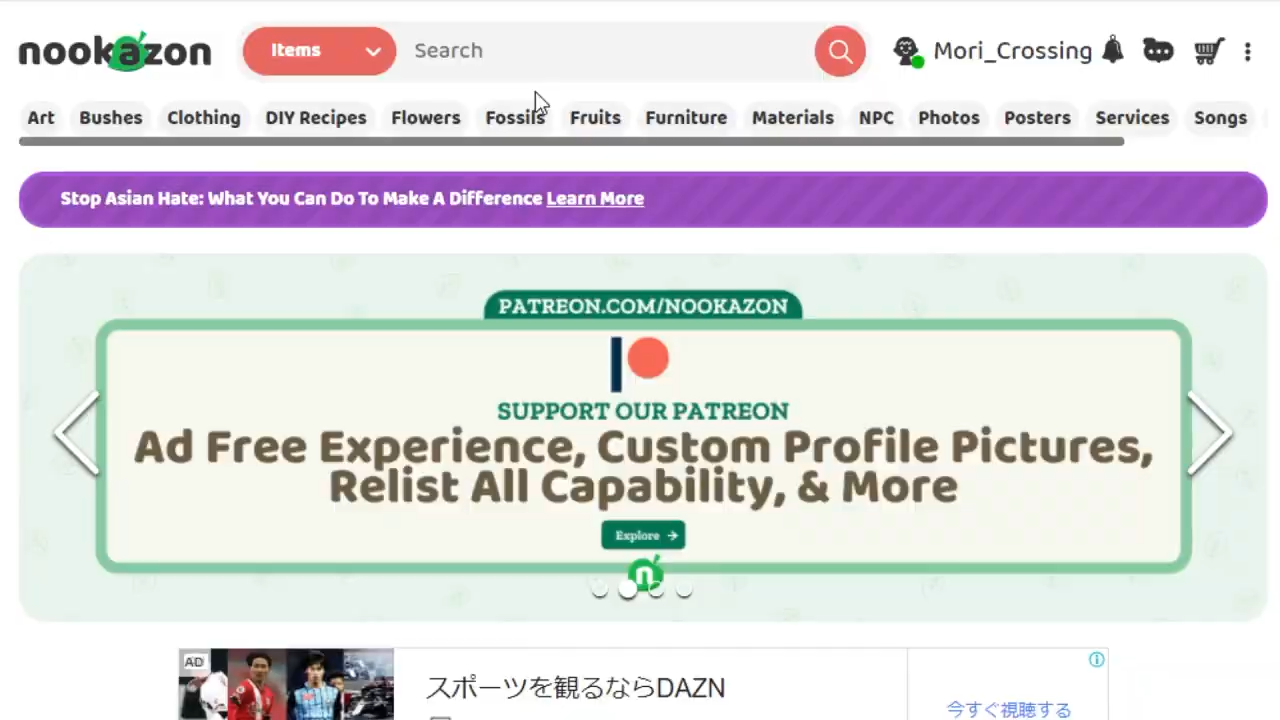 nookazon
Items
Search
Mori_Crossing
Art Bushes Clothing DIY Recipes Flowers Fossils Fruits Furniture Materials NPC Photos Posters Services Songs
Stop Asian Hate: What You Can Do To Make A Difference Learn More
PATREON.COM/NOOKAZON
SUPPORT OUR PATREON
Ad Free Experience, Custom Profile Pictures,
Relist All Capability, & More
Explore →
n
AD
スポーツを観るならDAZN
今すぐ視聴する